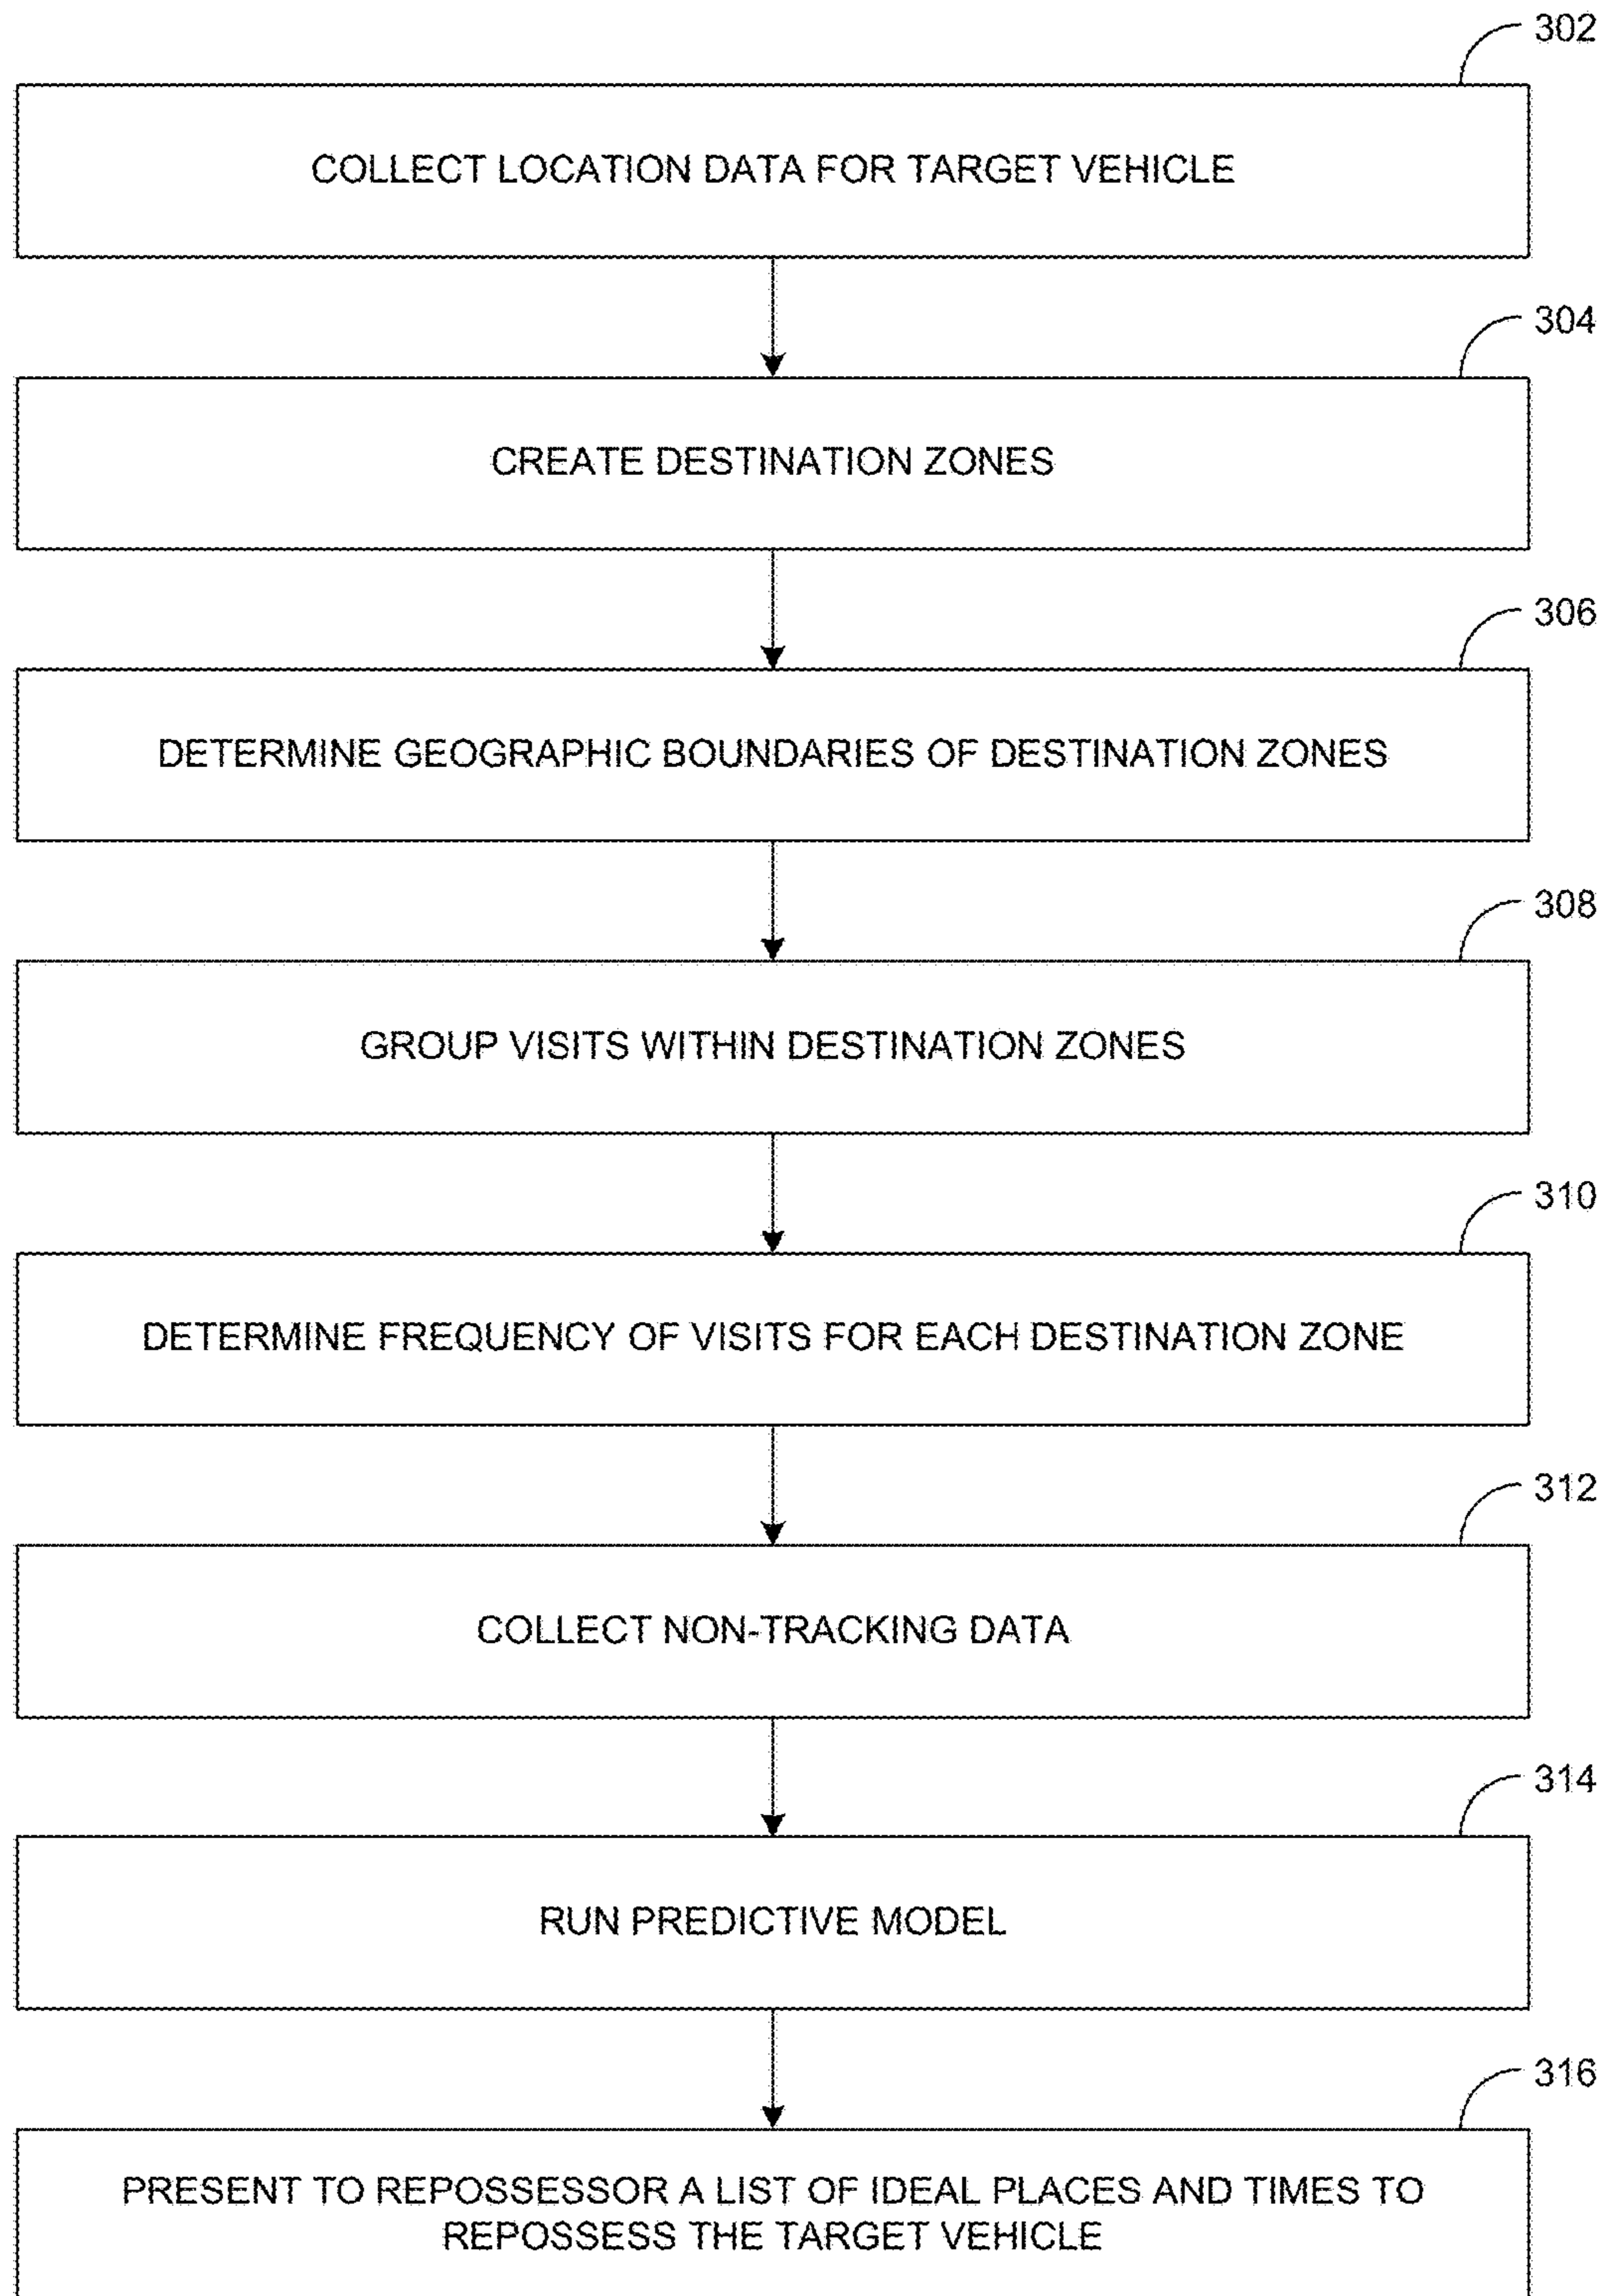 302
COLLECT LOCATION DATA FOR TARGET VEHICLE
304
CREATE DESTINATION ZONES
306
DETERMINE GEOGRAPHIC BOUNDARIES OF DESTINATION ZONES
308
GROUP VISITS WITHIN DESTINATION ZONES
310
DETERMINE FREQUENCY OF VISITS FOR EACH DESTINATION ZONE
312
COLLECT NON-TRACKING DATA
314
RUN PREDICTIVE MODEL
316
PRESENT TO REPOSSESSOR A LIST OF IDEAL PLACES AND TIMES TO
REPOSSESS THE TARGET VEHICLE